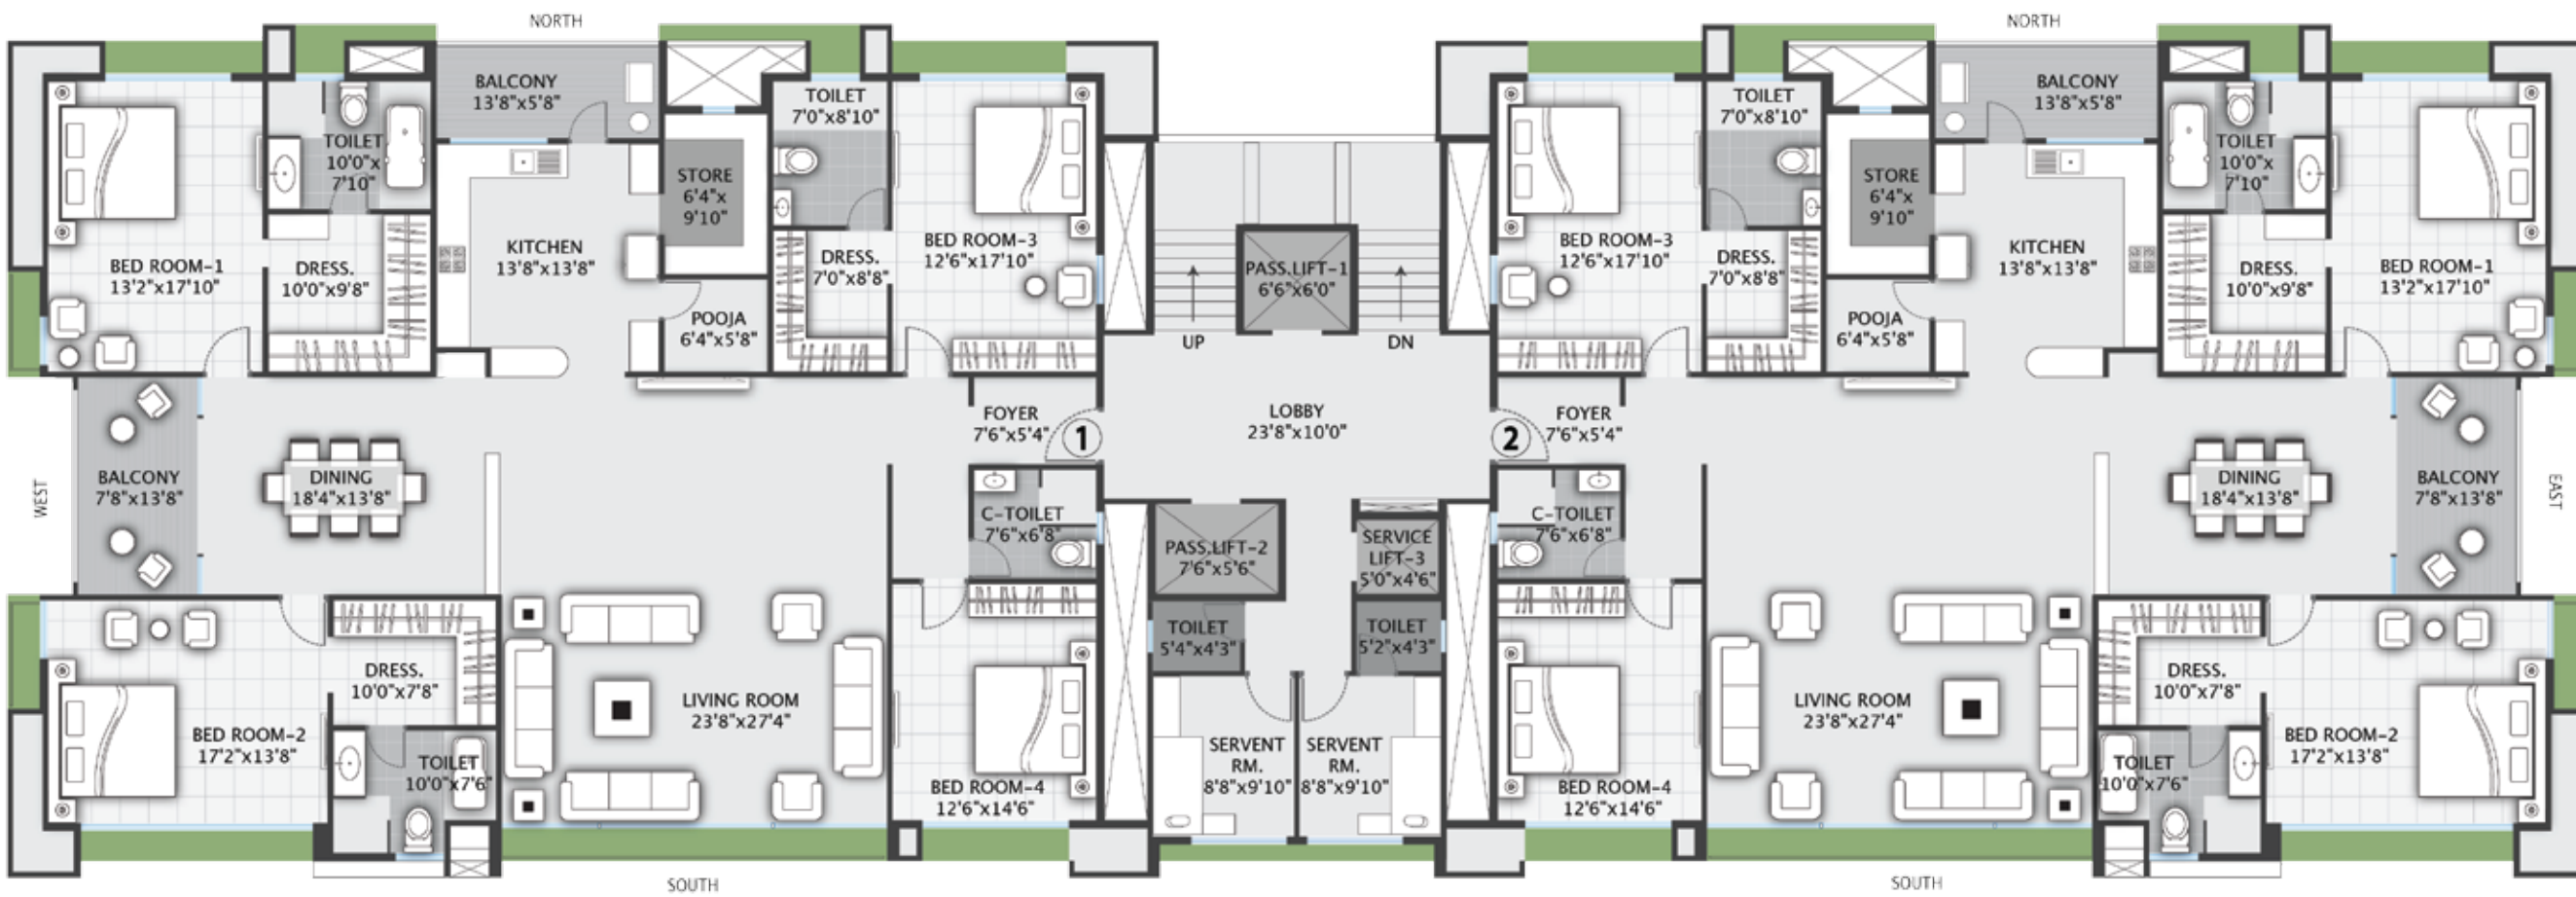 NORTH
NORTH
BALCONY
13'8"x5'8"
TOILET
7'0"x8'10"
TOILET
7'0"x8'10"
BALCONY
13'8"x5'8"
TOILET
10'0"x
7'10"
STORE
6'4"x
9'10"
STORE
6'4"x
9'10"
TOILET
10'0"x
7'10"
BED ROOM-1
13'2"x17'10"
DRESS.
10'0"x9'8"
KITCHEN
13'8"x13'8"
DRESS.
7'0"x8'8"
BED ROOM-3
12'6"x17'10"
PASS.LIFT-1
6'6"x6'0"
BED ROOM-3
12'6"x17'10"
DRESS.
7'0"x8'8"
KITCHEN
13'8"x13'8"
DRESS.
10'0"x9'8"
BED ROOM-1
13'2"x17'10"
POOJA
6'4"x5'8"
UP
DN
POOJA
6'4"x5'8"
FOYER
7'6"x5'4"
1
LOBBY
23'8"x10'0"
2
FOYER
7'6"x5'4"
WEST
BALCONY
7'8"x13'8"
DINING
18'4"x13'8"
C-TOILET
7'6"x6'8"
PASS.LIFT-2
7'6"x5'6"
SERVICE
LIFT-3
5'0"x4'6"
C-TOILET
7'6"x6'8"
DINING
18'4"x13'8"
BALCONY
7'8"x13'8"
EAST
TOILET
5'4"x4'3"
TOILET
5'2"x4'3"
BED ROOM-2
17'2"x13'8"
DRESS.
10'0"x7'8"
LIVING ROOM
23'8"x27'4"
LIVING ROOM
23'8"x27'4"
DRESS.
10'0"x7'8"
BED ROOM-2
17'2"x13'8"
TOILET
10'0"x7'6"
BED ROOM-4
12'6"x14'6"
SERVENT
RM.
8'8"x9'10"
SERVENT
RM.
8'8"x9'10"
BED ROOM-4
12'6"x14'6"
TOILET
10'0"x7'6"
SOUTH
SOUTH